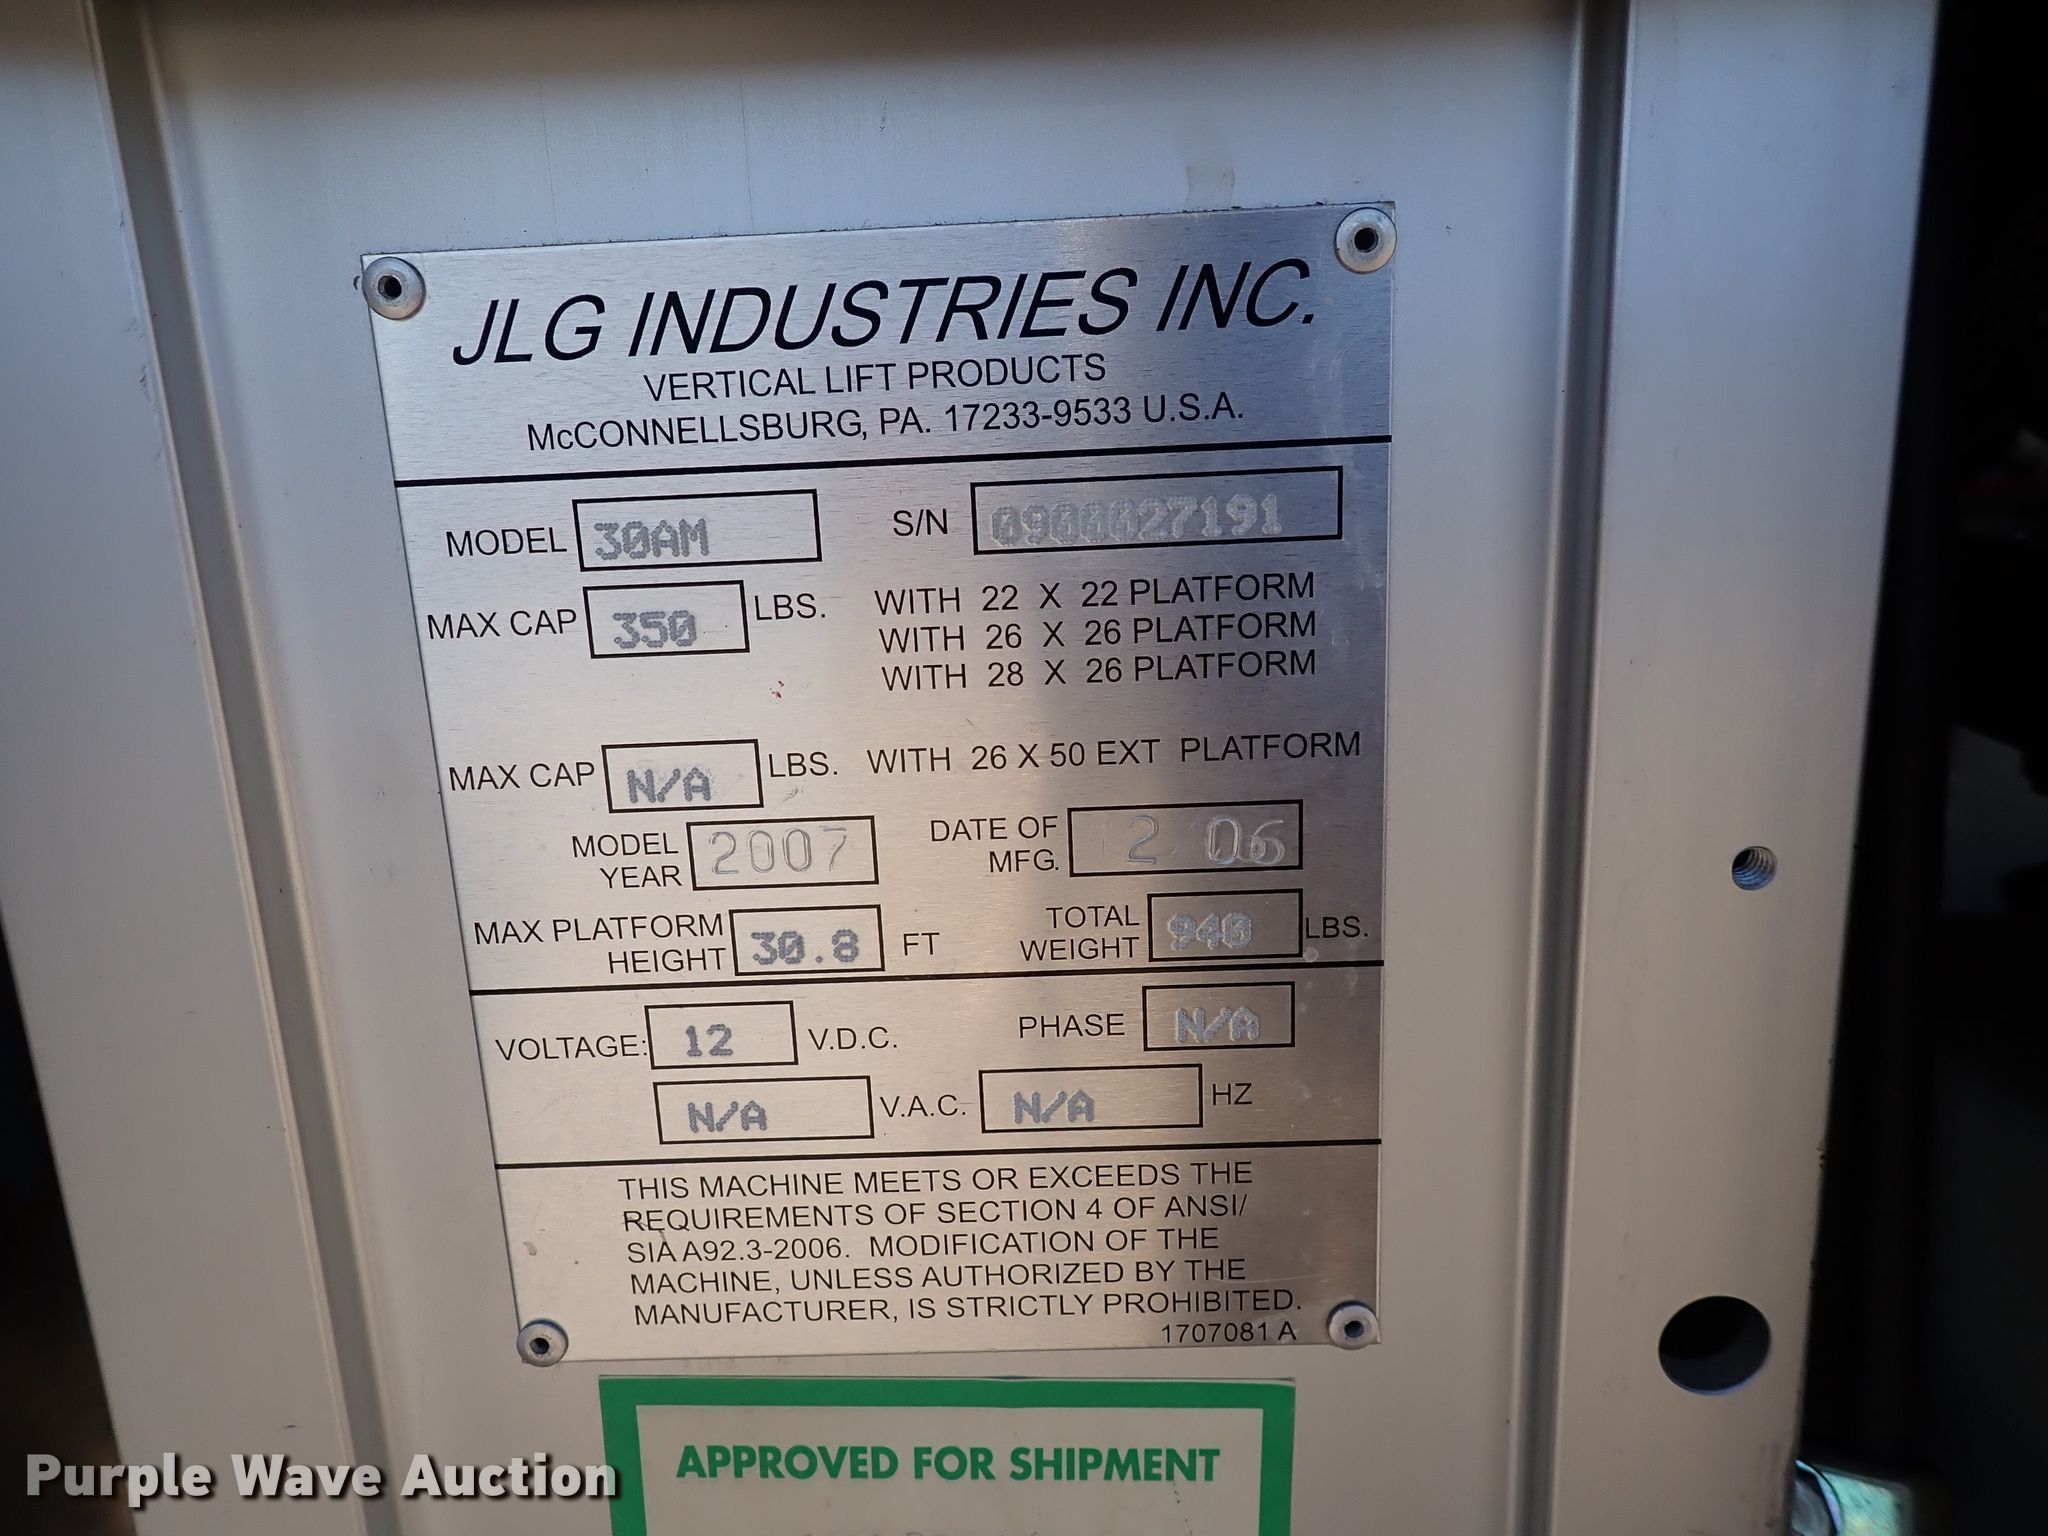 JLG INDUSTRIES INC.
VERTICAL LIFT PRODUCTS
McCONNELLSBURG, PA. 17233-9533 U.S.A.
MODEL 30AM S/N 0900027191
MAX CAP 350 LBS. WITH 22 X 22 PLATFORM
WITH 26 X 26 PLATFORM
WITH 28 X 26 PLATFORM
MAX CAP N/A LBS. WITH 26 X 50 EXT PLATFORM
MODEL YEAR 2007 DATE OF MFG. 12 06
MAX PLATFORM HEIGHT 30.8 FT TOTAL WEIGHT 940 LBS.
VOLTAGE: 12 V.D.C. PHASE N/A
N/A V.A.C. N/A HZ
THIS MACHINE MEETS OR EXCEEDS THE
REQUIREMENTS OF SECTION 4 OF ANSI/
SIA A92.3-2006. MODIFICATION OF THE
MACHINE, UNLESS AUTHORIZED BY THE
MANUFACTURER, IS STRICTLY PROHIBITED.
1707081 A
APPROVED FOR SHIPMENT
Purple Wave Auction